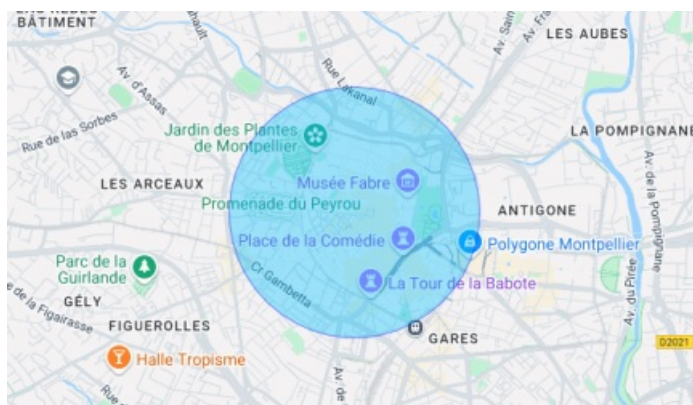 LAS REDES
BÂTIMENT
LES AUBES
Av. d'Assas
Rue Lakanal
Rue de las Sorbes
Jardin des Plantes
de Montpellier
LA POMPIGNANE
Av. de la Pompignane
LES ARCEAUX
Musée Fabre
Promenade du Peyrou
ANTIGONE
Place de la Comédie
Polygone Montpellier
Parc de la
Guirlande
Cr Gambetta
La Tour de la Babote
Av. du Pirée
GÉLY
FIGUEROLLES
GARES
D2021
Halle Tropisme